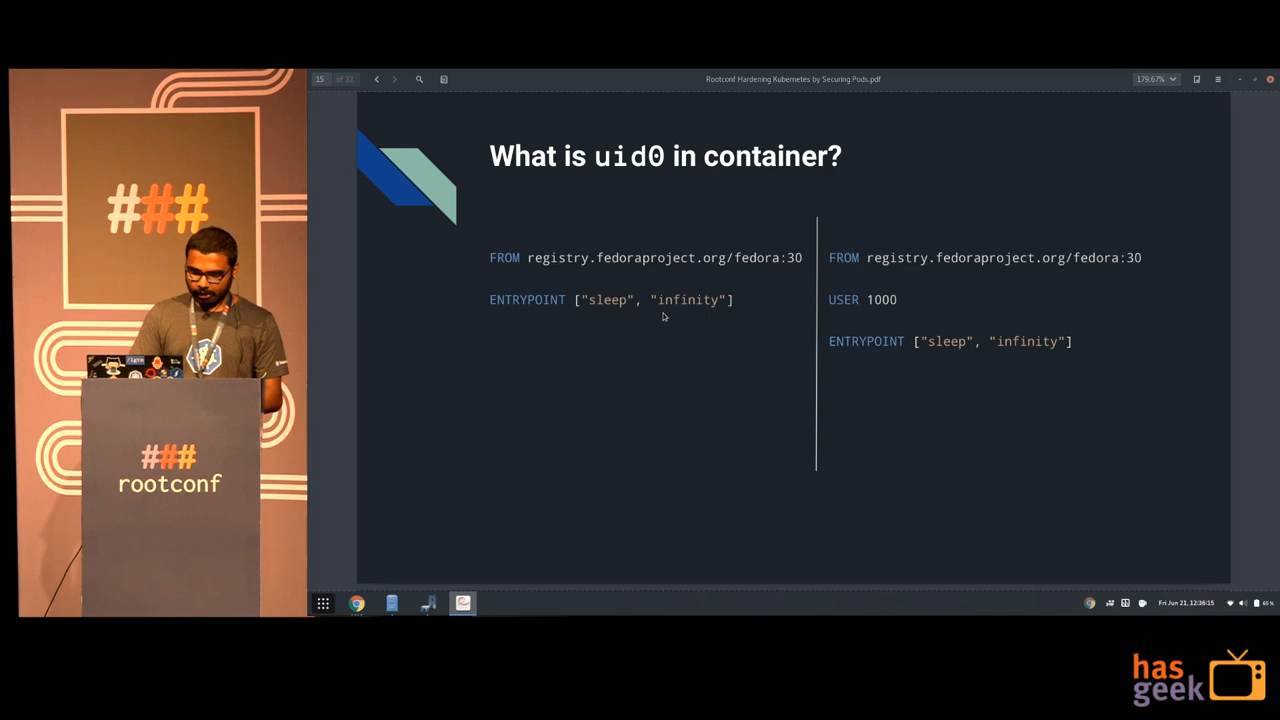 ###
/lgtm
###
rootconf
15 of 32
Rootconf Hardening Kubernetes by Securing Pods.pdf
179.67%
What is uid0 in container?
FROM registry.fedoraproject.org/fedora:30
ENTRYPOINT ["sleep", "infinity"]
FROM registry.fedoraproject.org/fedora:30
USER 1000
ENTRYPOINT ["sleep", "infinity"]
Fri Jun 21, 12:36:15
65%
has
geek